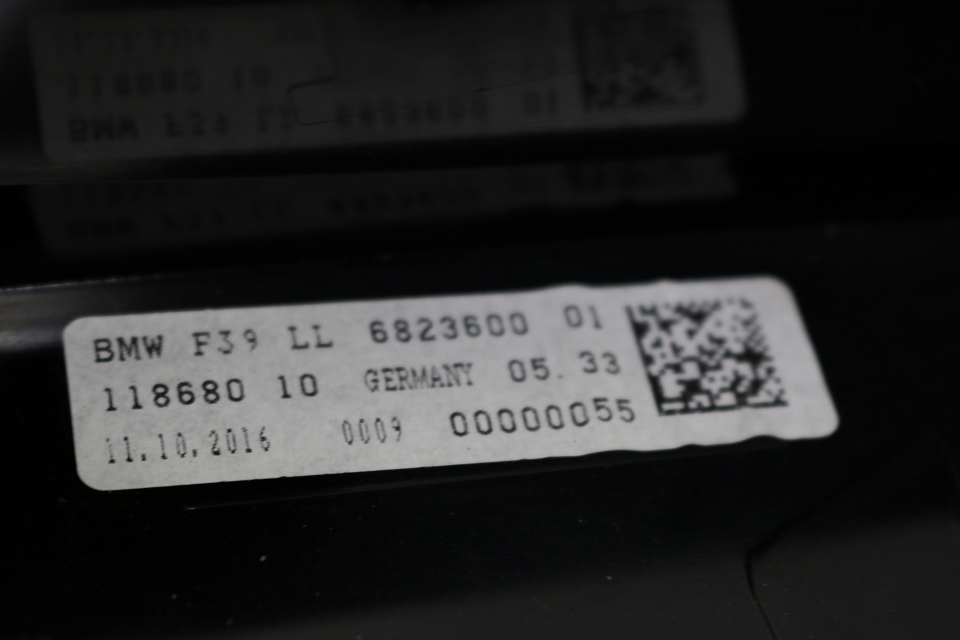 BMW F39 LL 6823600 01
118680 10 GERMANY 05.33
11.10.2016 0009 00000055